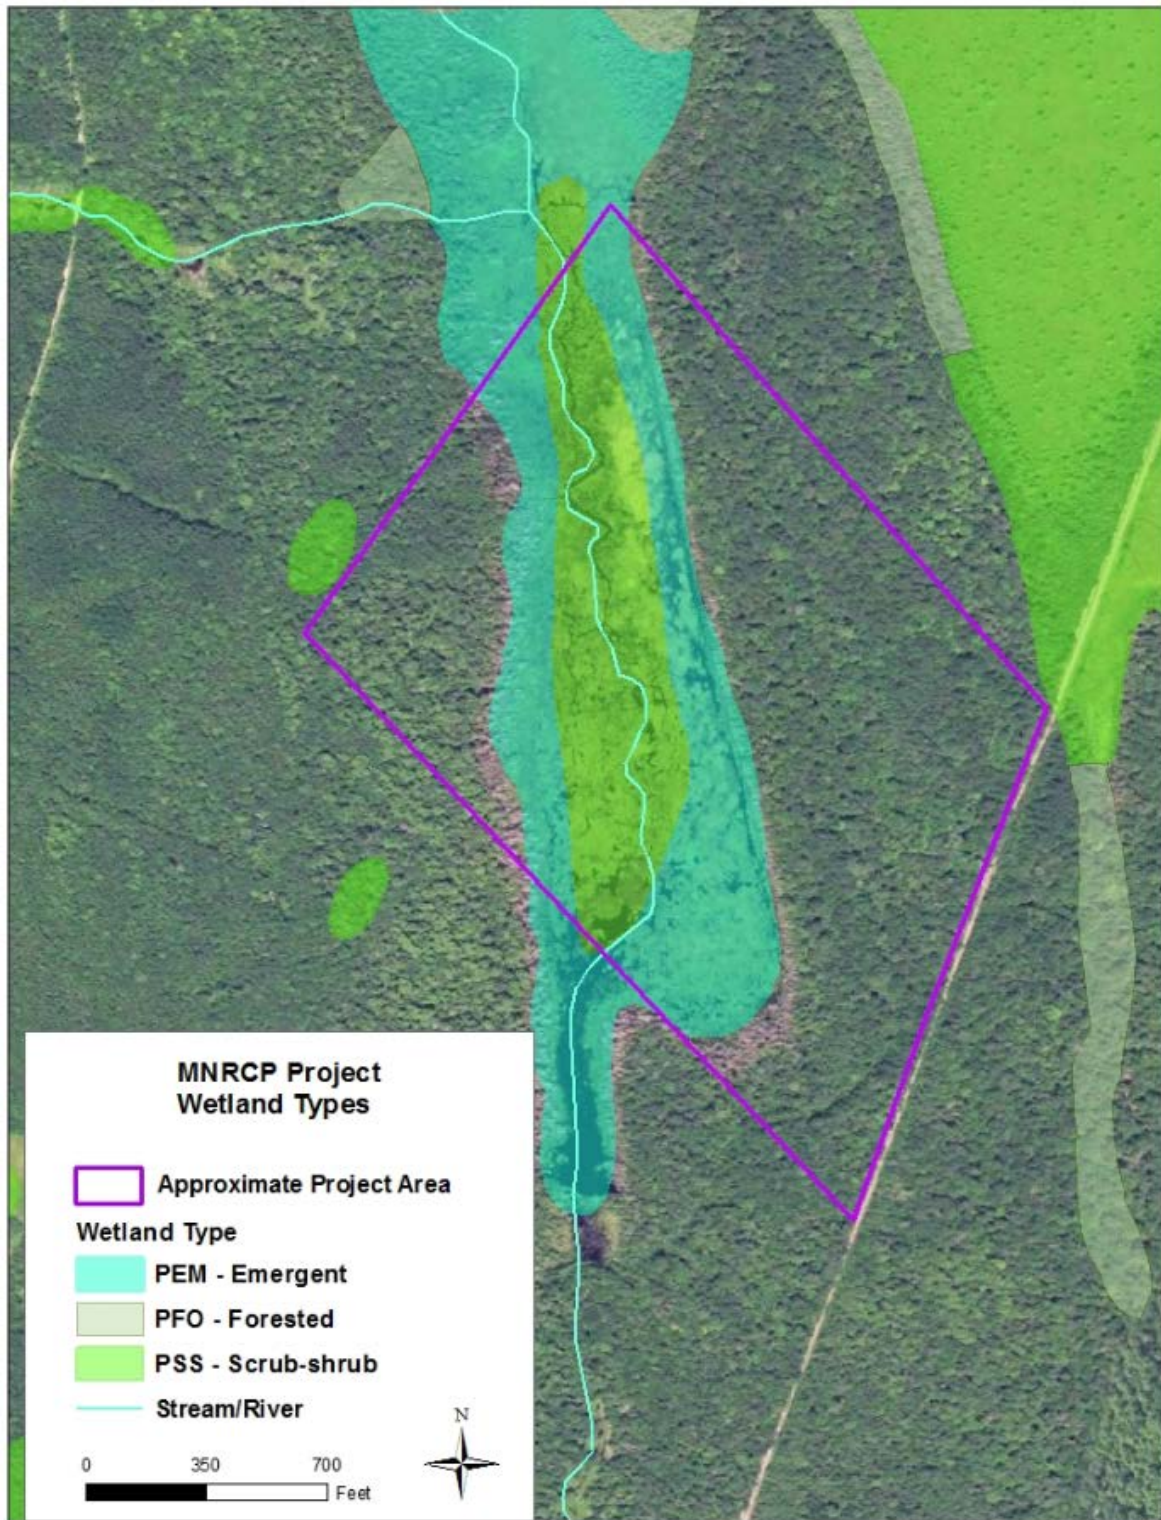 MNRCP Project
Wetland Types
Approximate Project Area
Wetland Type
PEM - Emergent
PFO - Forested
PSS - Scrub-shrub
Stream/River
N
0 350 700
Feet